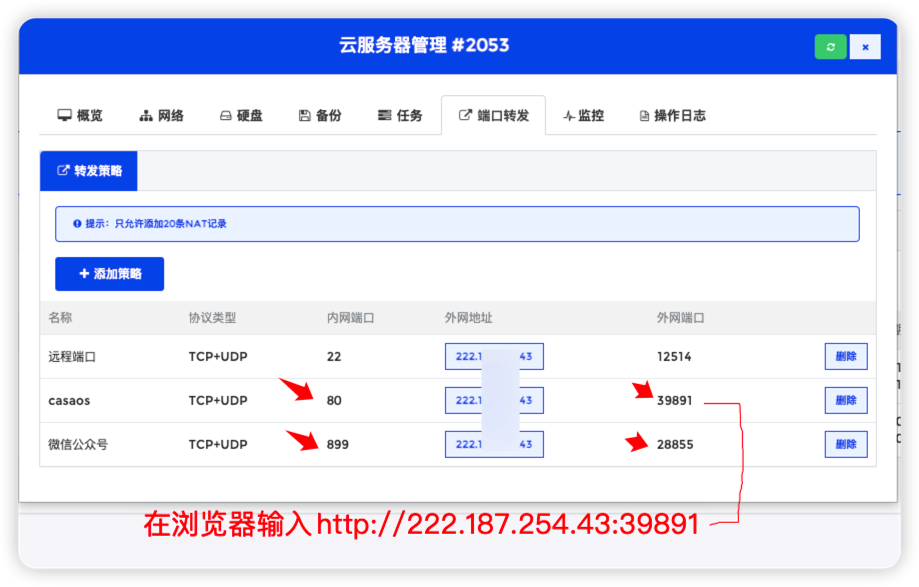 云服务器管理 #2053
概览 网络 硬盘 备份 任务 端口转发 监控 操作日志
转发策略
提示：只允许添加20条NAT记录
添加策略
名称 协议类型 内网端口 外网地址 外网端口
远程端口 TCP+UDP 22 222.1 43 12514 删除
casaos TCP+UDP 80 222.1 43 39891 删除
微信公众号 TCP+UDP 899 222.1 43 28855 删除
在浏览器输入http://222.187.254.43:39891